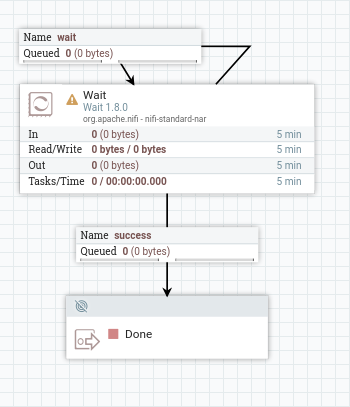 Name wait
Queued 0 (0 bytes)
Wait
Wait 1.8.0
org.apache.nifi - nifi-standard-nar
In 0 (0 bytes) 5 min
Read/Write 0 bytes / 0 bytes 5 min
Out 0 (0 bytes) 5 min
Tasks/Time 0 / 00:00:00.000 5 min
Name success
Queued 0 (0 bytes)
Done